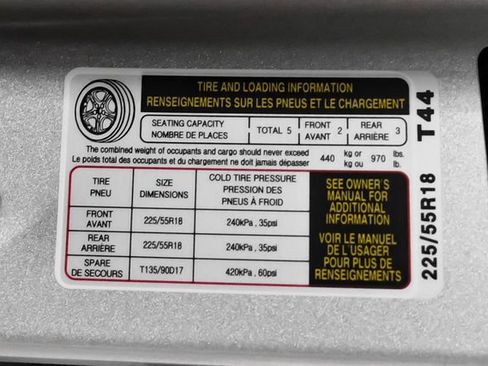 TIRE AND LOADING INFORMATION
RENSEIGNEMENTS SUR LES PNEUS ET LE CHARGEMENT
SEATING CAPACITY
NOMBRE DE PLACES
TOTAL 5
FRONT
AVANT 2
REAR
ARRIÈRE 3
The combined weight of occupants and cargo should never exceed
Le poids total des occupants et du chargement ne doit jamais dépasser
440 kg or
kg ou
970 lbs.
lb.
TIRE
PNEU
SIZE
DIMENSIONS
COLD TIRE PRESSURE
PRESSION DES
PNEUS À FROID
FRONT
AVANT
225/55R18
240kPa , 35psi
REAR
ARRIÈRE
225/55R18
240kPa , 35psi
SPARE
DE SECOURS
T135/90D17
420kPa , 60psi
SEE OWNER'S
MANUAL FOR
ADDITIONAL
INFORMATION
VOIR LE MANUEL
DE L'USAGER
POUR PLUS DE
RENSEIGNEMENTS
225/55R18 T44